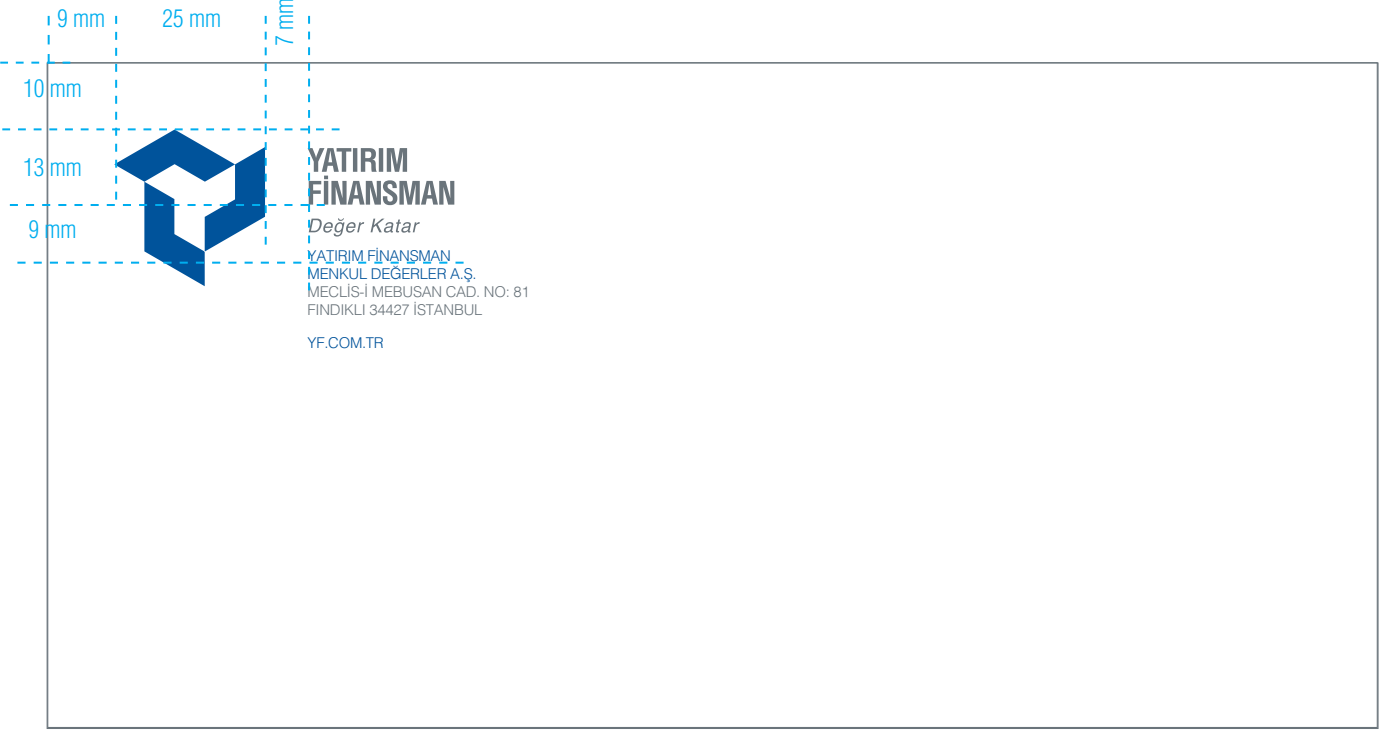 9 mm
25 mm
7 mm
10 mm
13 mm
9 mm
YATIRIM
FİNANSMAN
Değer Katar
YATIRIM FİNANSMAN
MENKUL DEĞERLER A.Ş.
MECLİS-İ MEBUSAN CAD. NO: 81
FINDIKLI 34427 İSTANBUL
YF.COM.TR